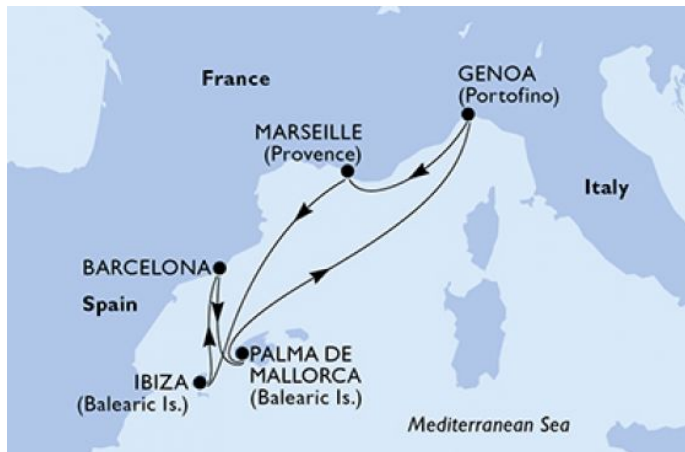 France
GENOA
(Portofino)
MARSEILLE
(Provence)
Italy
BARCELONA
Spain
PALMA DE
MALLORCA
(Balearic Is.)
IBIZA
(Balearic Is.)
Mediterranean Sea